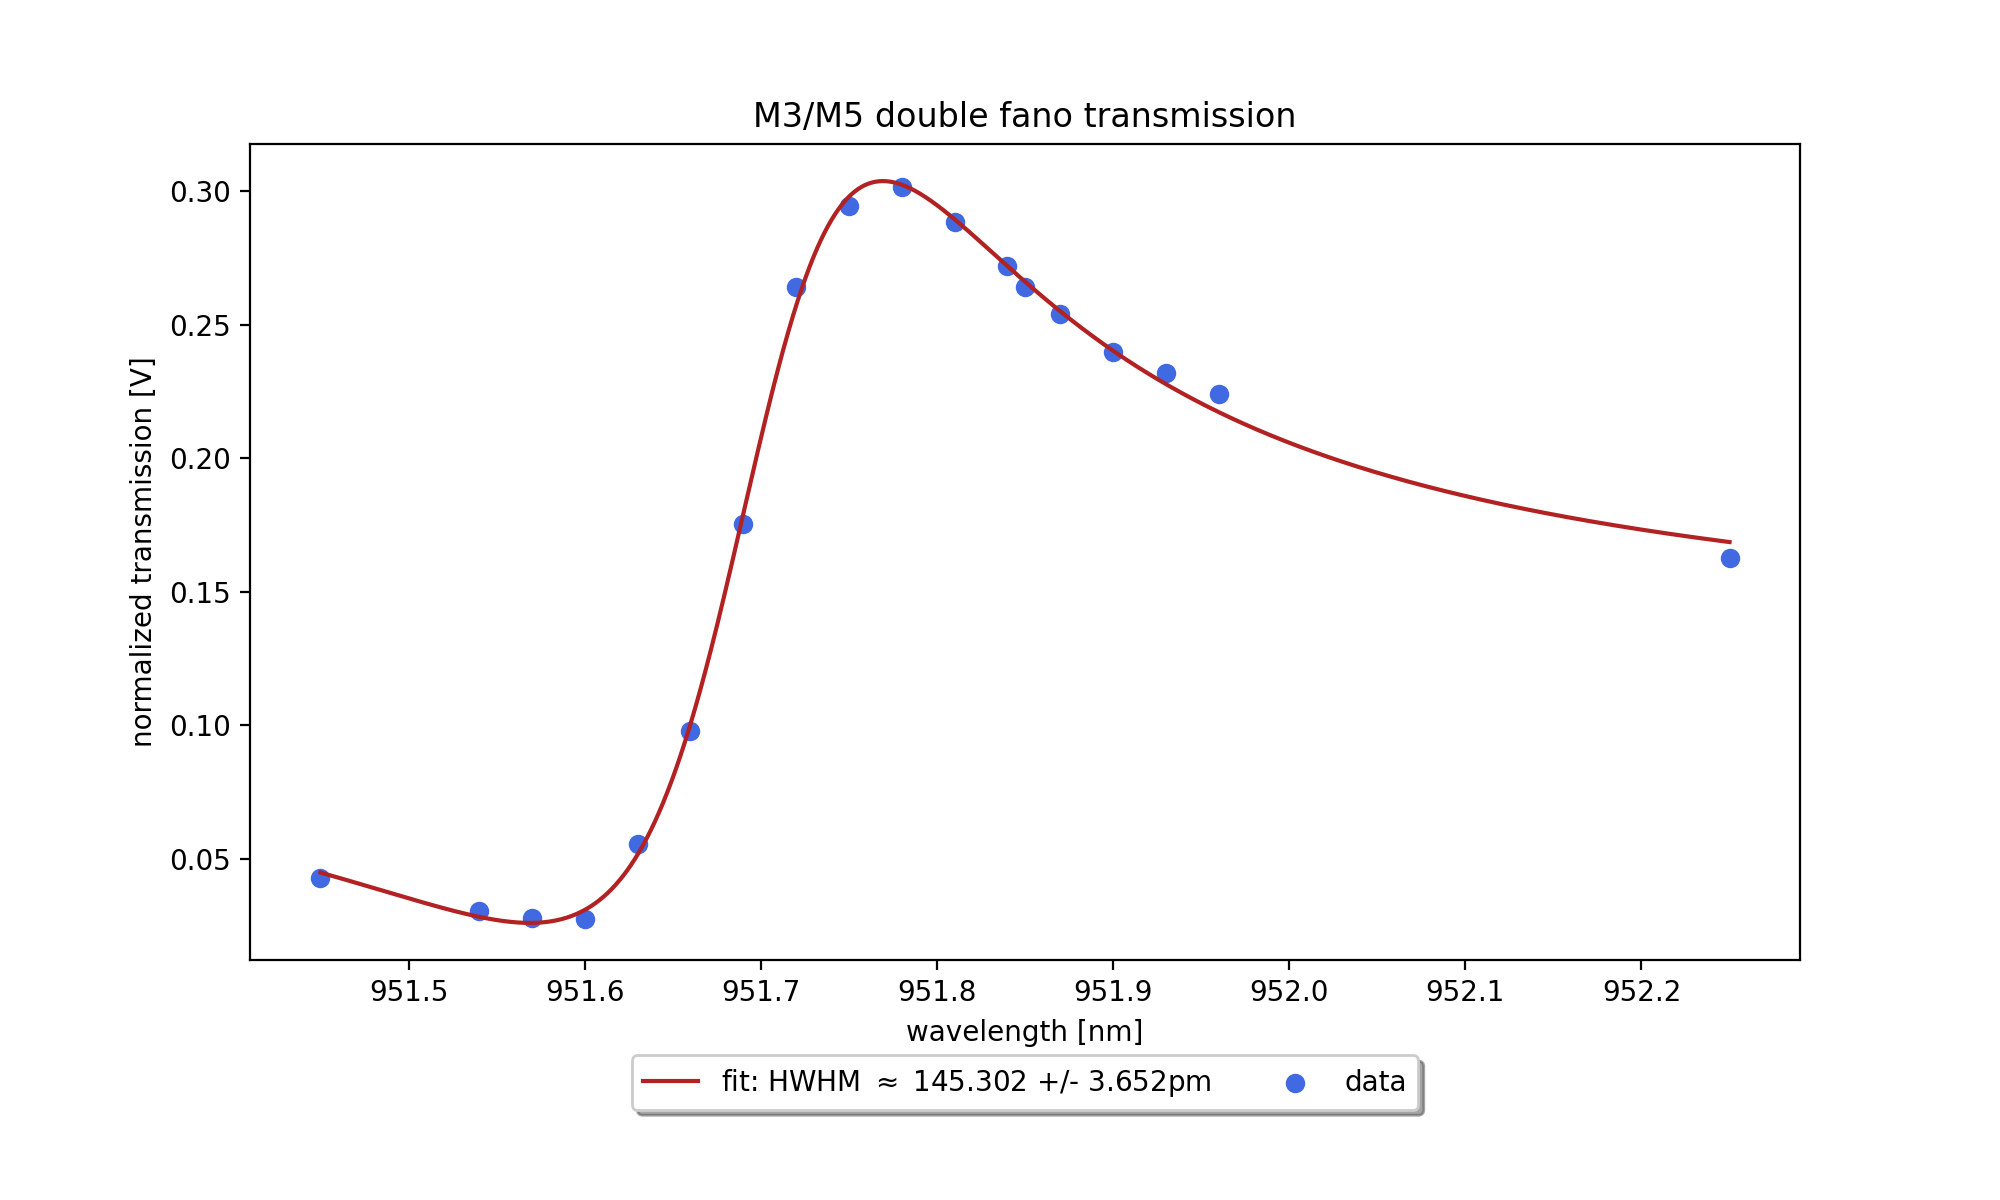 M3/M5 double fano transmission
normalized transmission [V]
0.30
0.25
0.20
0.15
0.10
0.05
951.5 951.6 951.7 951.8 951.9 952.0 952.1 952.2
wavelength [nm]
fit: HWHM ≈ 145.302 +/- 3.652pm data